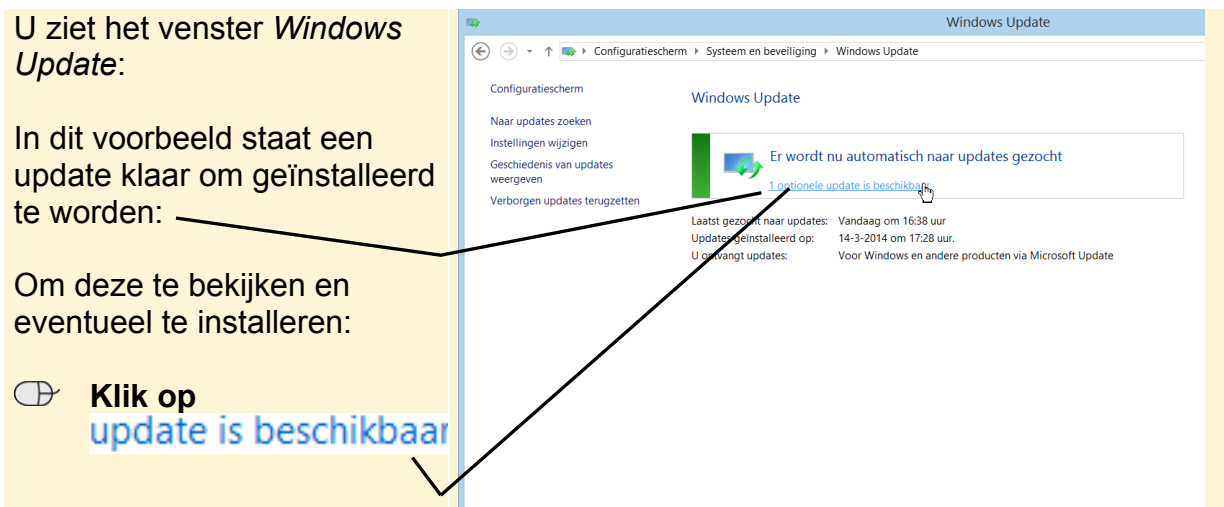 U ziet het venster Windows
Update:
In dit voorbeeld staat een
update klaar om geïnstalleerd
te worden:
Om deze te bekijken en
eventueel te installeren:
Klik op
update is beschikbaar
Windows Update
Configuratiescherm Systeem en beveiliging Windows Update
Configuratiescherm
Naar updates zoeken
Instellingen wijzigen
Geschiedenis van updates
weergeven
Verborgen updates terugzetten
Windows Update
Er wordt nu automatisch naar updates gezocht
1 optionele update is beschikbaar
Laatst gezocht naar updates: Vandaag om 16:38 uur
Updates geïnstalleerd op: 14-3-2014 om 17:28 uur.
U ontvangt updates: Voor Windows en andere producten via Microsoft Update